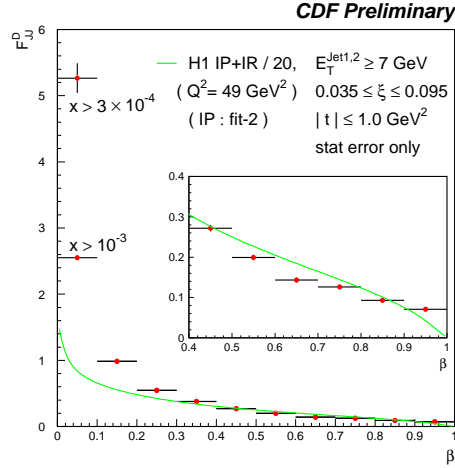 CDF Preliminary
F_JJ^D
6
5
4
3
2
1
0
H1 IP+IR / 20,
( Q² = 49 GeV² )
( IP : fit-2 )
E_T^Jet1,2 ≥ 7 GeV
0.035 ≤ ξ ≤ 0.095
| t | ≤ 1.0 GeV²
stat error only
x > 3 × 10⁻⁴
x > 10⁻³
0.4
0.3
0.2
0.1
0
0.4 0.5 0.6 0.7 0.8 0.9 1
β
0 0.1 0.2 0.3 0.4 0.5 0.6 0.7 0.8 0.9 1
β